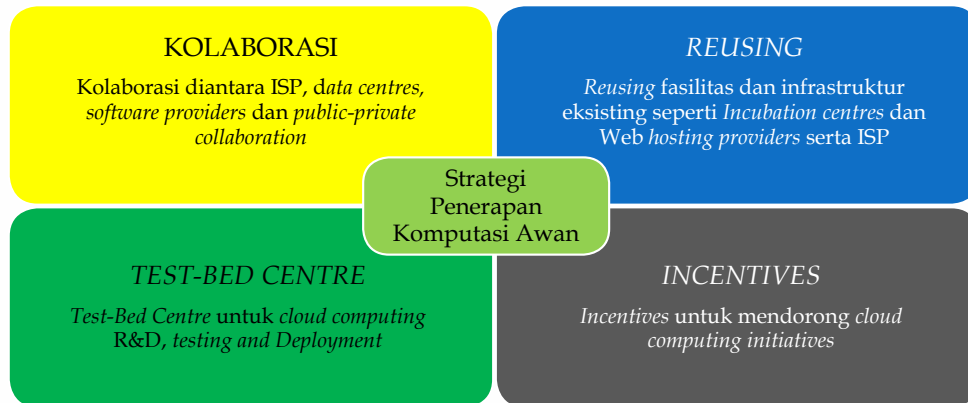 KOLABORASI
Kolaborasi diantara ISP, data centres,
software providers dan public-private
collaboration
REUSING
Reusing fasilitas dan infrastruktur
eksisting seperti Incubation centres dan
Web hosting providers serta ISP
Strategi
Penerapan
Komputasi Awan
TEST-BED CENTRE
Test-Bed Centre untuk cloud computing
R&D, testing and Deployment
INCENTIVES
Incentives untuk mendorong cloud
computing initiatives